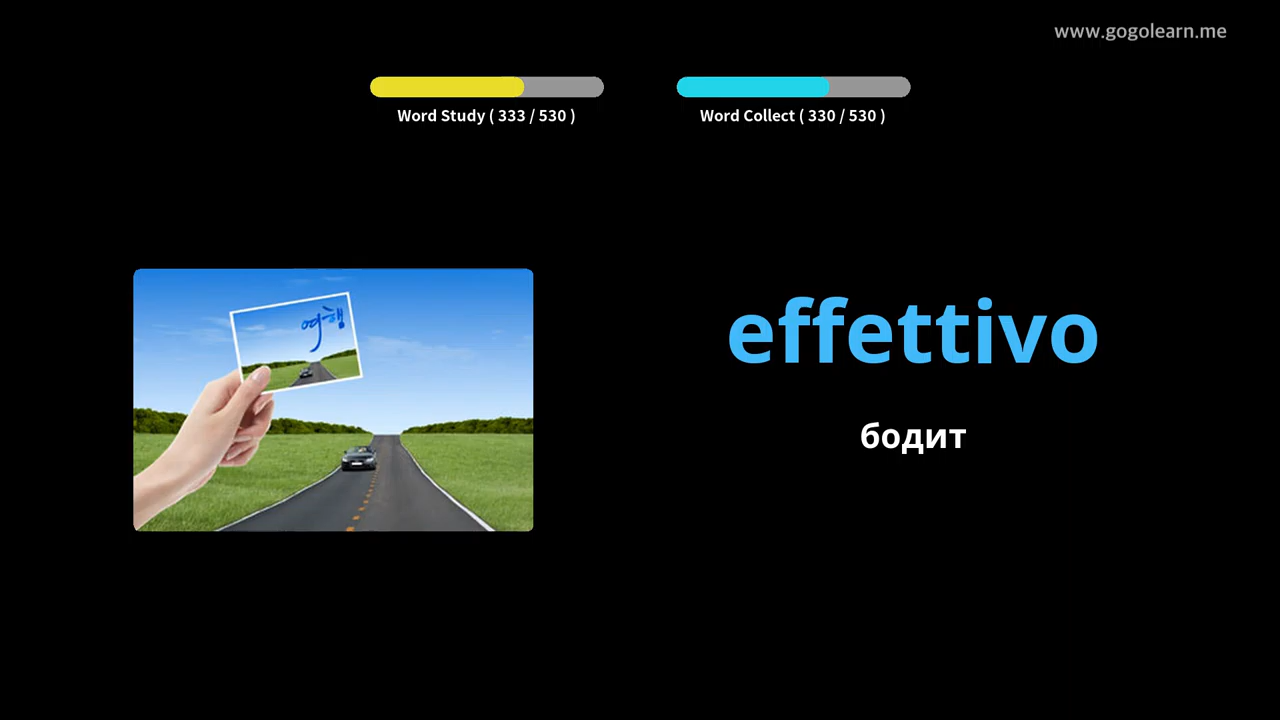 www.gogolearn.me
Word Study ( 333 / 530 )
Word Collect ( 330 / 530 )
여행
effettivo
бодит